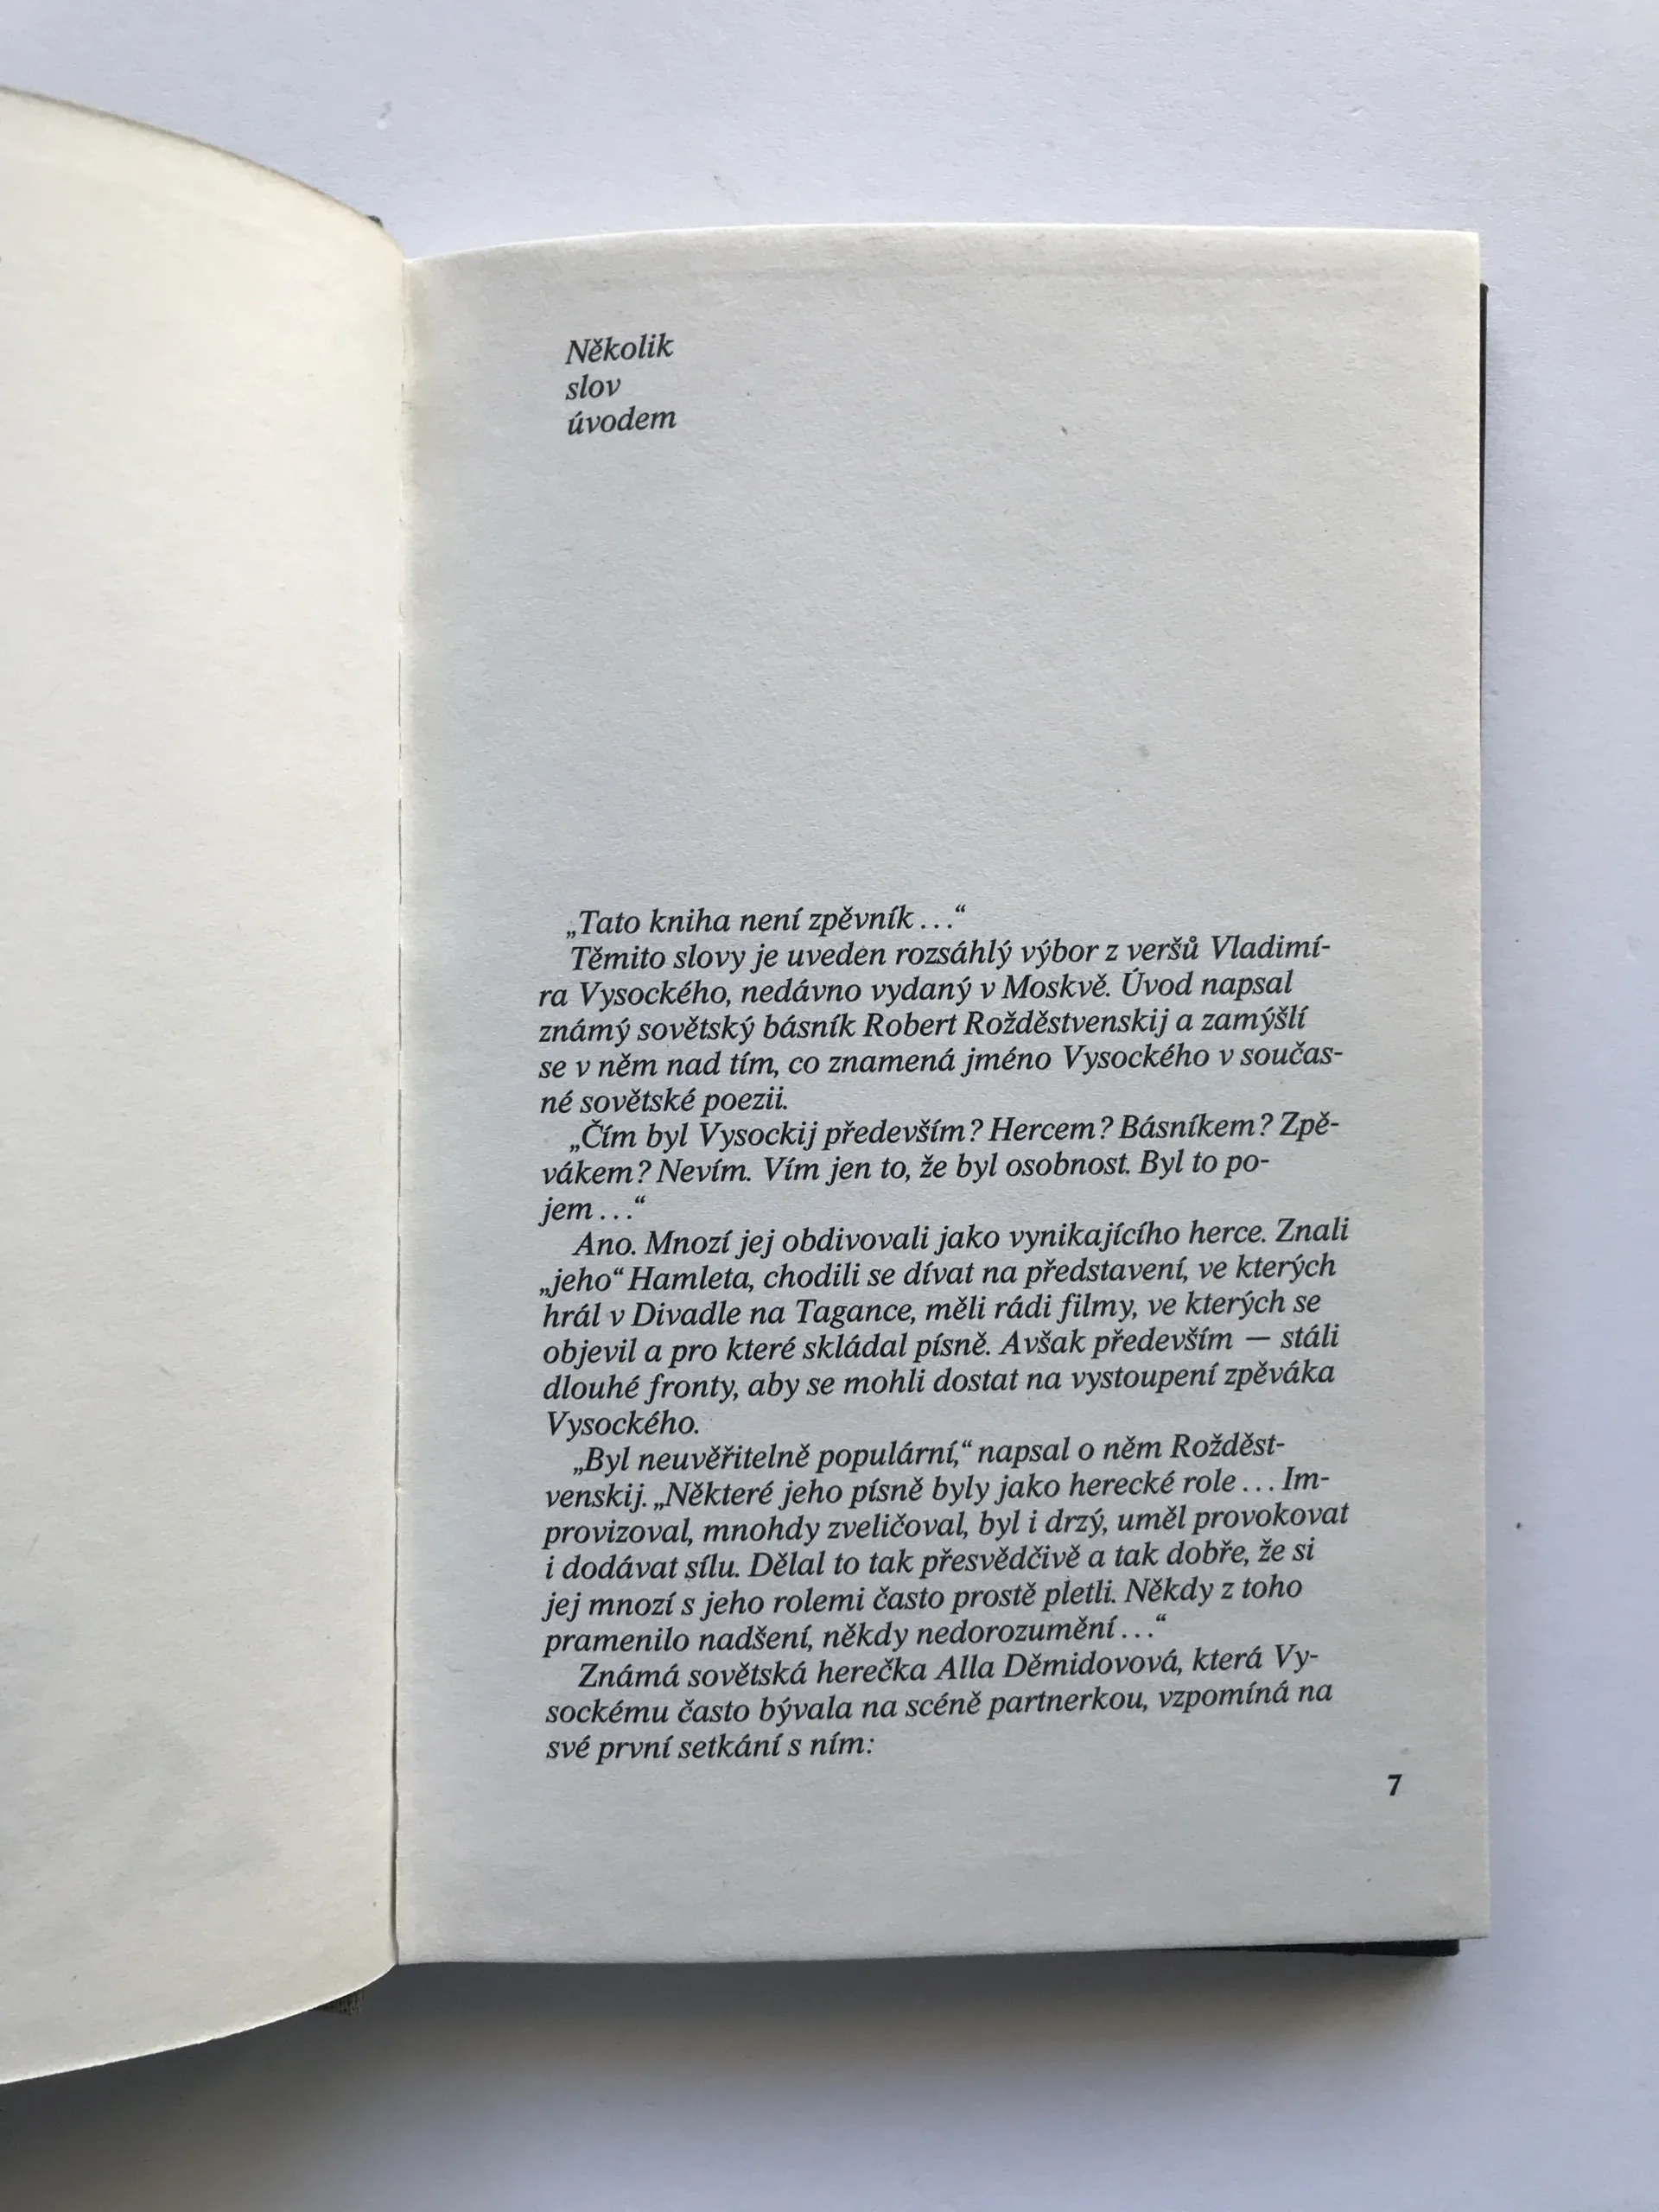 Několik
slov
úvodem
„Tato kniha není zpěvník...“
Těmito slovy je uveden rozsáhlý výbor z veršů Vladimí-
ra Vysockého, nedávno vydaný v Moskvě. Úvod napsal
známý sovětský básník Robert Rožděstvenskij a zamýšlí
se v něm nad tím, co znamená jméno Vysockého v součas-
né sovětské poezii.
„Čím byl Vysockij především? Hercem? Básníkem? Zpě-
vákem? Nevím. Vím jen to, že byl osobnost. Byl to po-
jem...“
Ano. Mnozí jej obdivovali jako vynikajícího herce. Znali
„jeho“ Hamleta, chodili se dívat na představení, ve kterých
hrál v Divadle na Tagance, měli rádi filmy, ve kterých se
objevil a pro které skládal písně. Avšak především — stáli
dlouhé fronty, aby se mohli dostat na vystoupení zpěváka
Vysockého.
„Byl neuvěřitelně populární,“ napsal o něm Rožděst-
venskij. „Některé jeho písně byly jako herecké role... Im-
provizoval, mnohdy zveličoval, byl i drzý, uměl provokovat
i dodávat sílu. Dělal to tak přesvědčivě a tak dobře, že si
jej mnozí s jeho rolemi často prostě pletli. Někdy z toho
pramenilo nadšení, někdy nedorozumění...“
Známá sovětská herečka Alla Děmidovová, která Vy-
sockému často bývala na scéně partnerkou, vzpomíná na
své první setkání s ním:
7